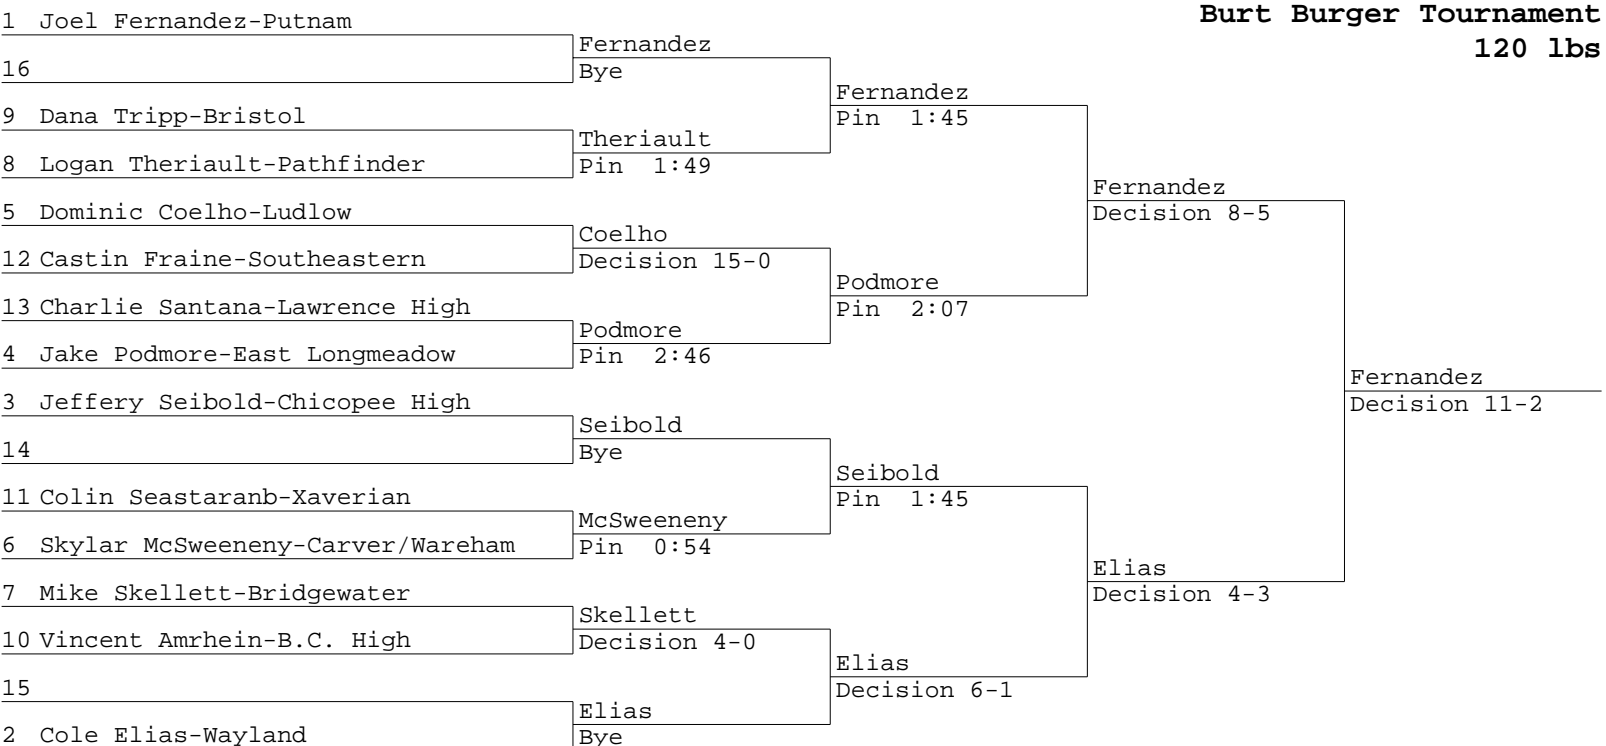 Burt Burger Tournament
120 lbs
1 Joel Fernandez-Putnam
16
9 Dana Tripp-Bristol
8 Logan Theriault-Pathfinder
5 Dominic Coelho-Ludlow
12 Castin Fraine-Southeastern
13 Charlie Santana-Lawrence High
4 Jake Podmore-East Longmeadow
3 Jeffery Seibold-Chicopee High
14
11 Colin Seastaranb-Xaverian
6 Skylar McSweeneny-Carver/Wareham
7 Mike Skellett-Bridgewater
10 Vincent Amrhein-B.C. High
15
2 Cole Elias-Wayland
Fernandez
Bye
Theriault
Pin 1:49
Coelho
Decision 15-0
Podmore
Pin 2:46
Seibold
Bye
McSweeneny
Pin 0:54
Skellett
Decision 4-0
Elias
Bye
Fernandez
Pin 1:45
Podmore
Pin 2:07
Seibold
Pin 1:45
Elias
Decision 6-1
Fernandez
Decision 8-5
Elias
Decision 4-3
Fernandez
Decision 11-2